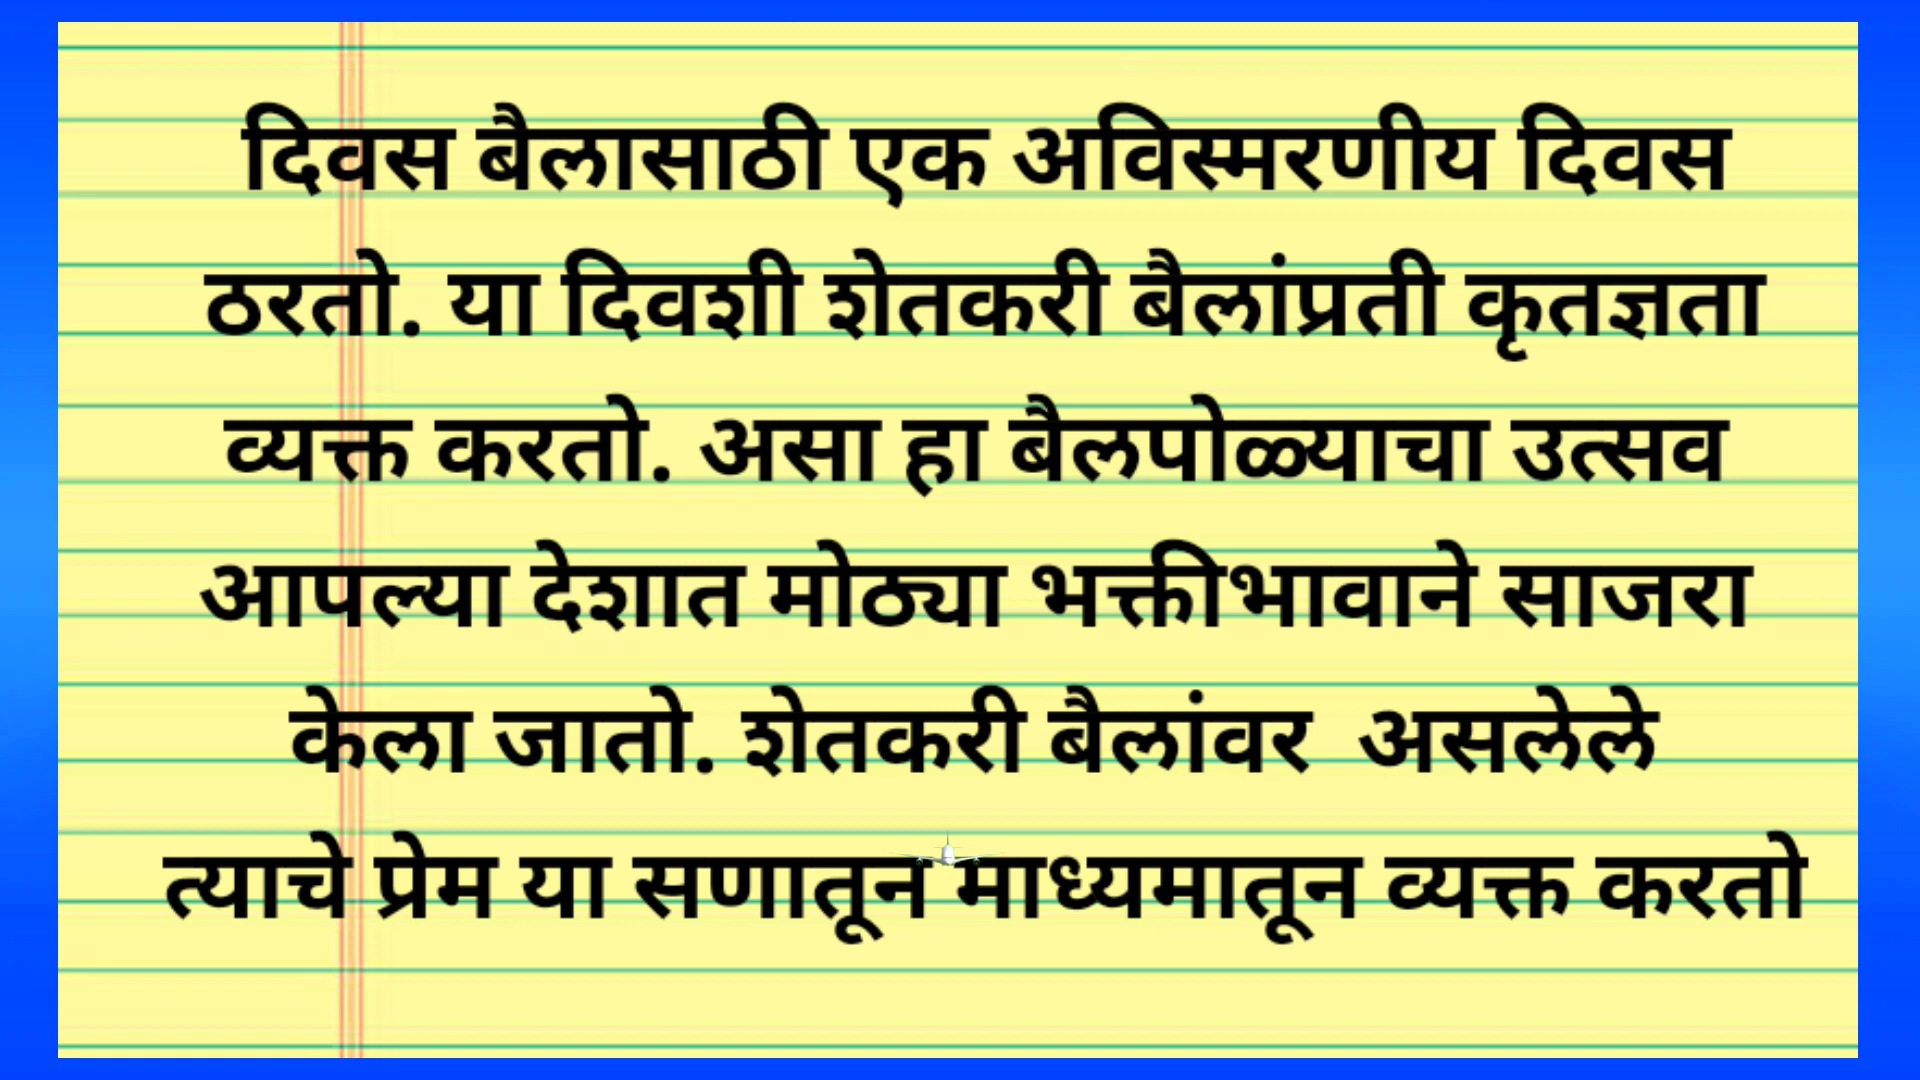 दिवस बैलासाठी एक अविस्मरणीय दिवस
ठरतो. या दिवशी शेतकरी बैलांप्रती कृतज्ञता
व्यक्त करतो. असा हा बैलपोळ्याचा उत्सव
आपल्या देशात मोठ्या भक्तीभावाने साजरा
केला जातो. शेतकरी बैलांवर  असलेले
त्याचे प्रेम या सणातून माध्यमातून व्यक्त करतो